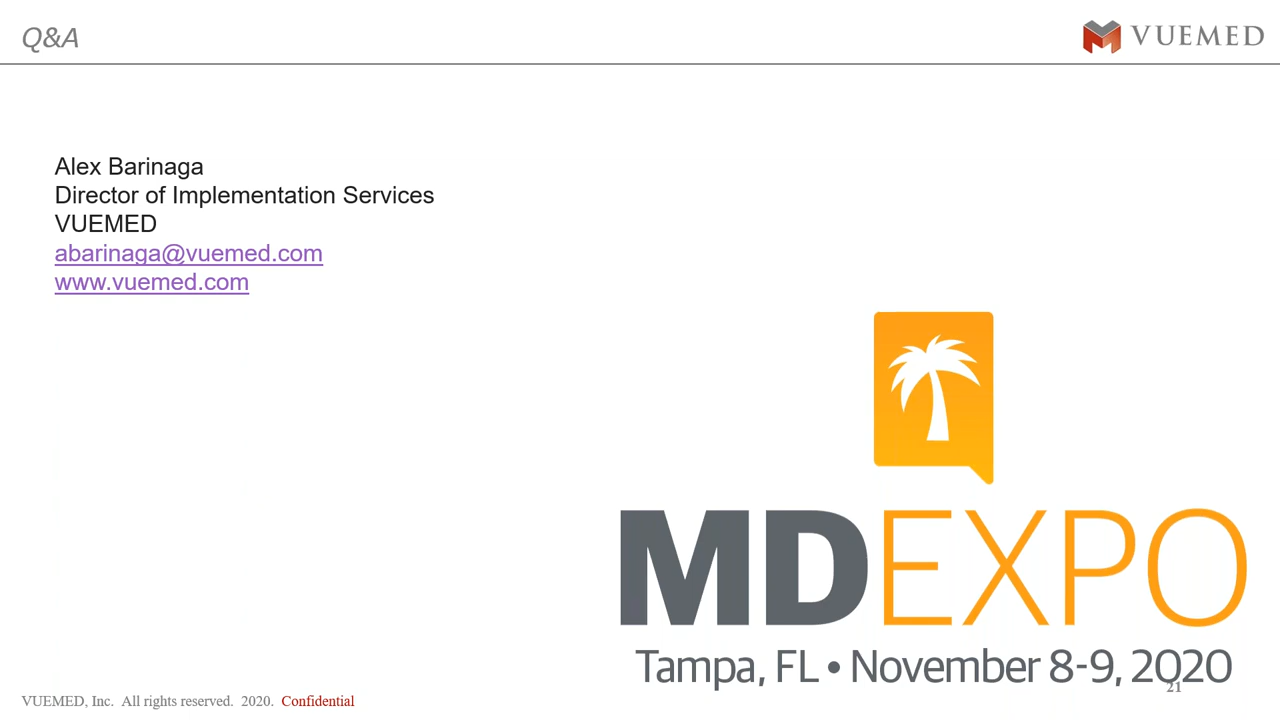 Q&A
VUEMED
Alex Barinaga
Director of Implementation Services
VUEMED
abarinaga@vuemed.com
www.vuemed.com
MDEXPO
Tampa, FL • November 8-9, 2020
21
VUEMED, Inc. All rights reserved. 2020. Confidential